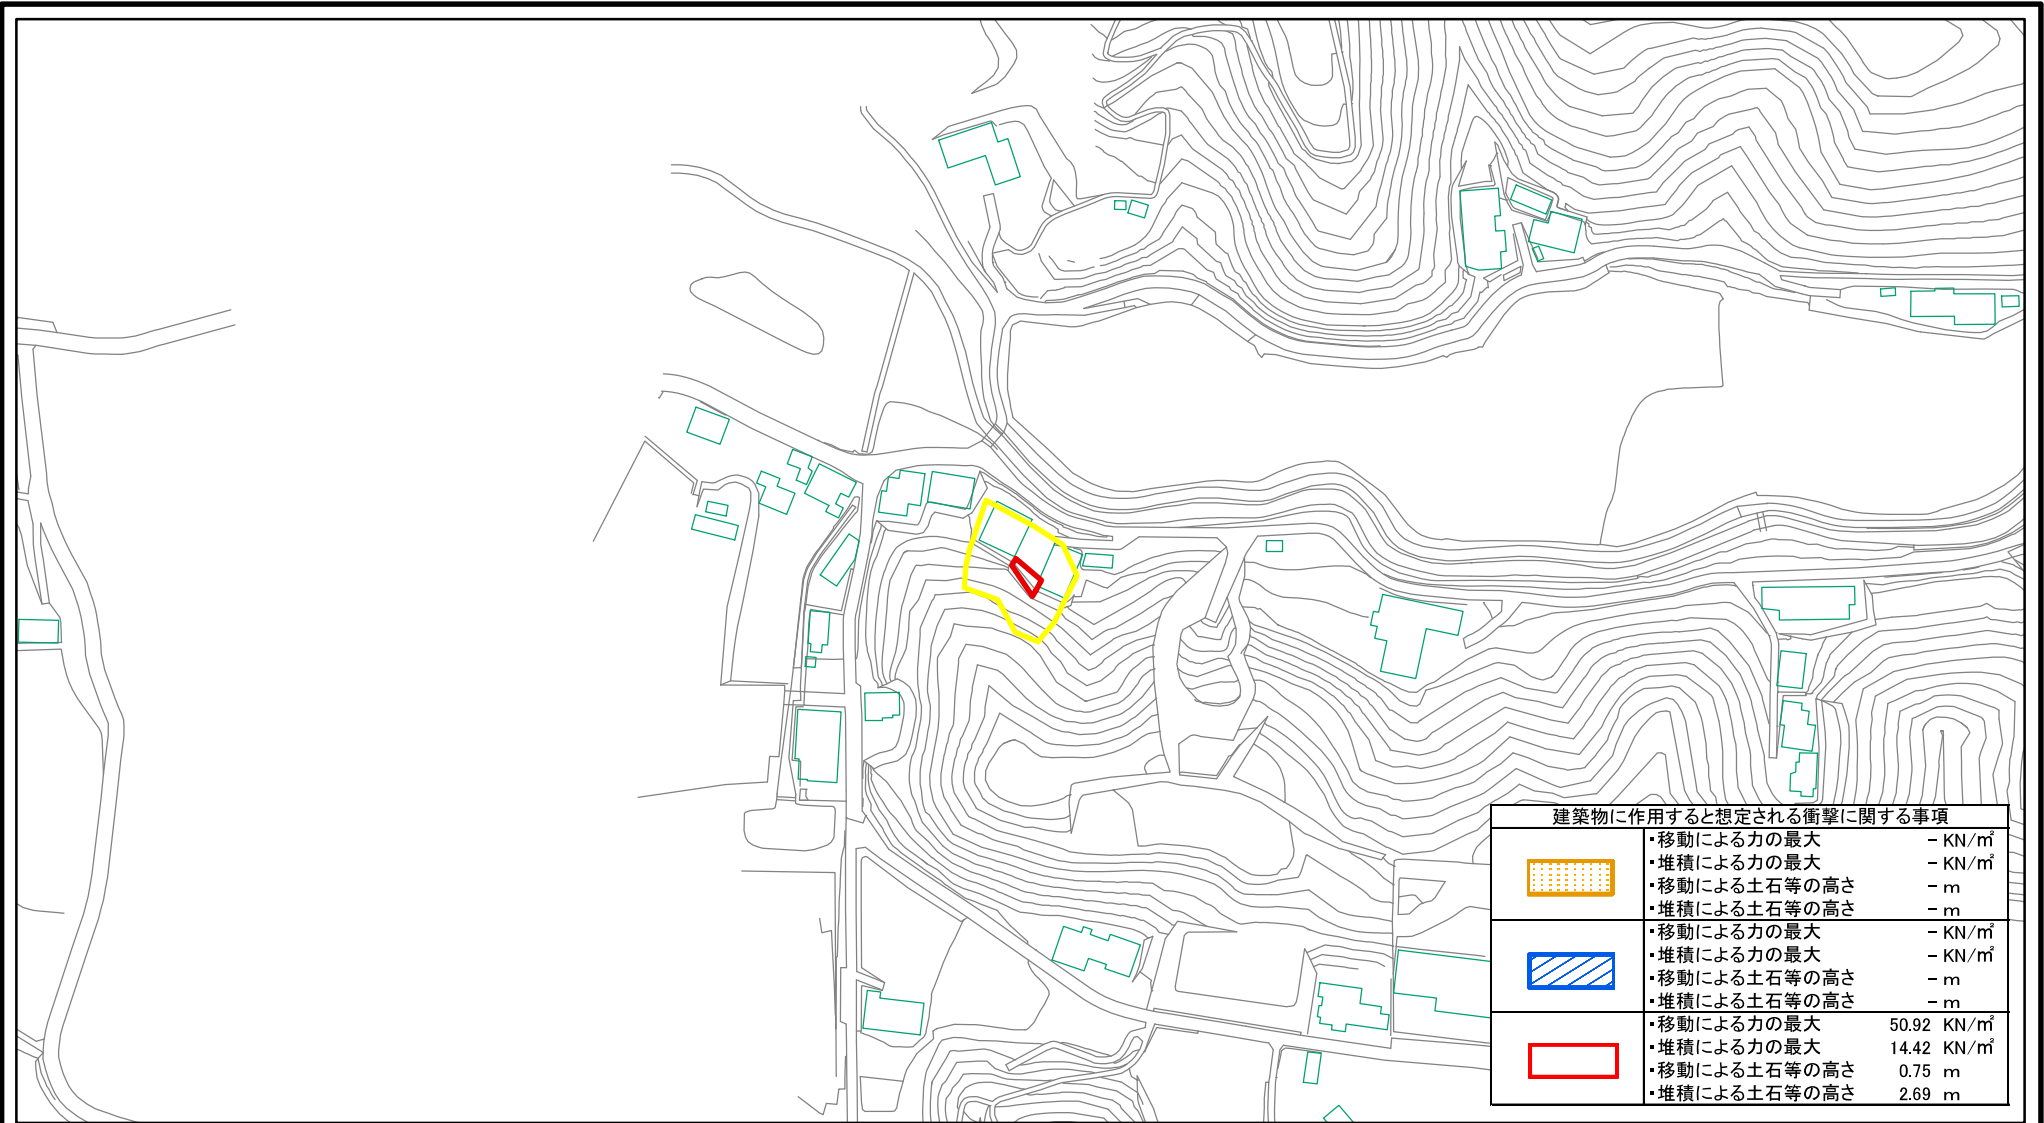 建築物に作用すると想定される衝撃に関する事項
・移動による力の最大 － KN/㎡
・堆積による力の最大 － KN/㎡
・移動による土石等の高さ － m
・堆積による土石等の高さ － m
・移動による力の最大 － KN/㎡
・堆積による力の最大 － KN/㎡
・移動による土石等の高さ － m
・堆積による土石等の高さ － m
・移動による力の最大 50.92 KN/㎡
・堆積による力の最大 14.42 KN/㎡
・移動による土石等の高さ 0.75 m
・堆積による土石等の高さ 2.69 m